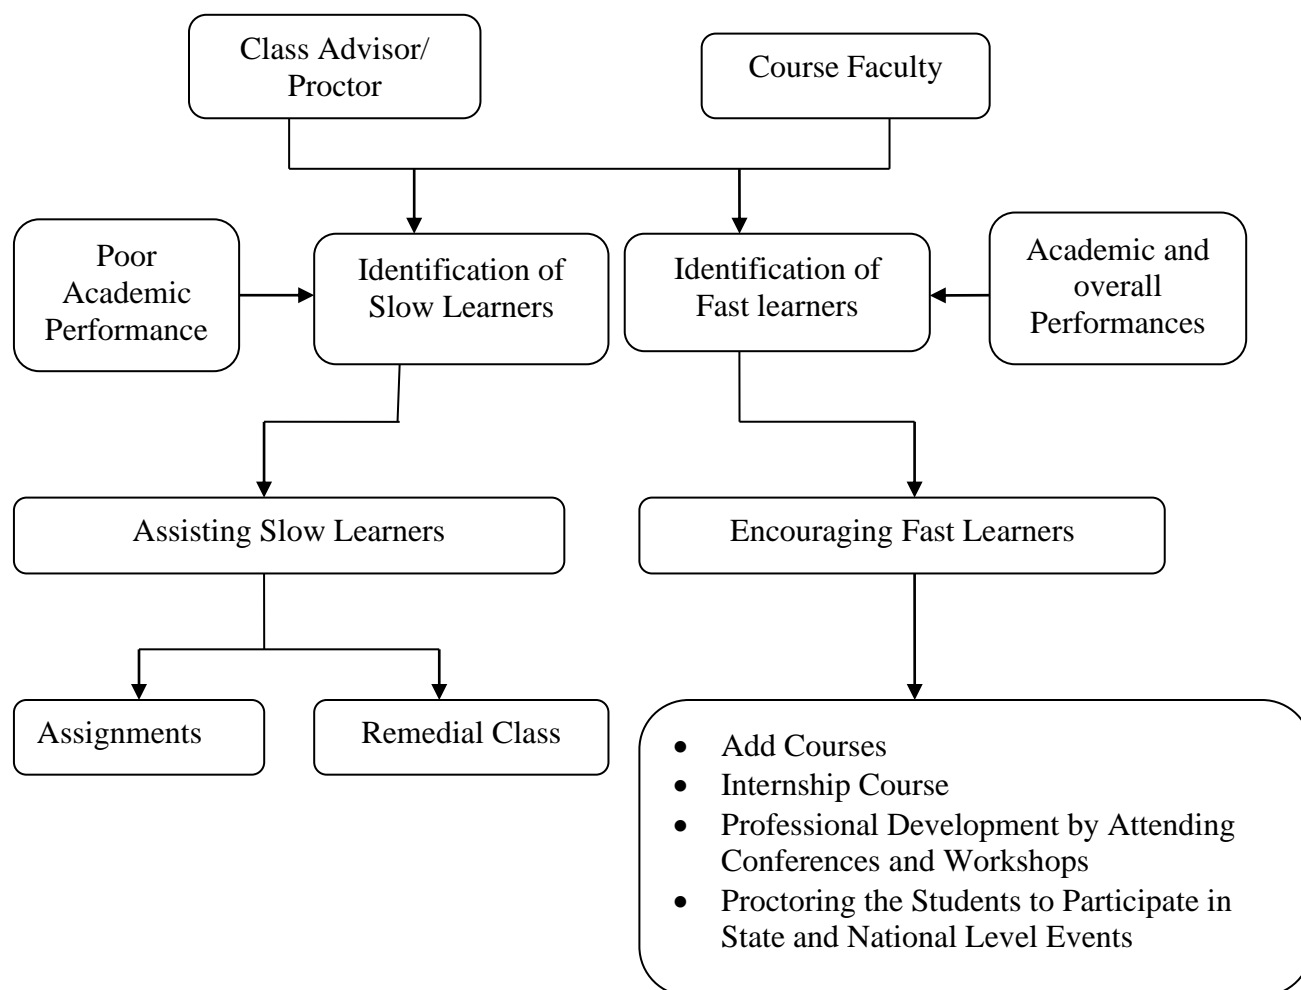 Class Advisor/
Proctor
Course Faculty
Poor
Academic
Performance
Identification of
Slow Learners
Identification of
Fast learners
Academic and
overall
Performances
Assisting Slow Learners
Encouraging Fast Learners
Assignments
Remedial Class
• Add Courses
• Internship Course
• Professional Development by Attending
Conferences and Workshops
• Proctoring the Students to Participate in
State and National Level Events